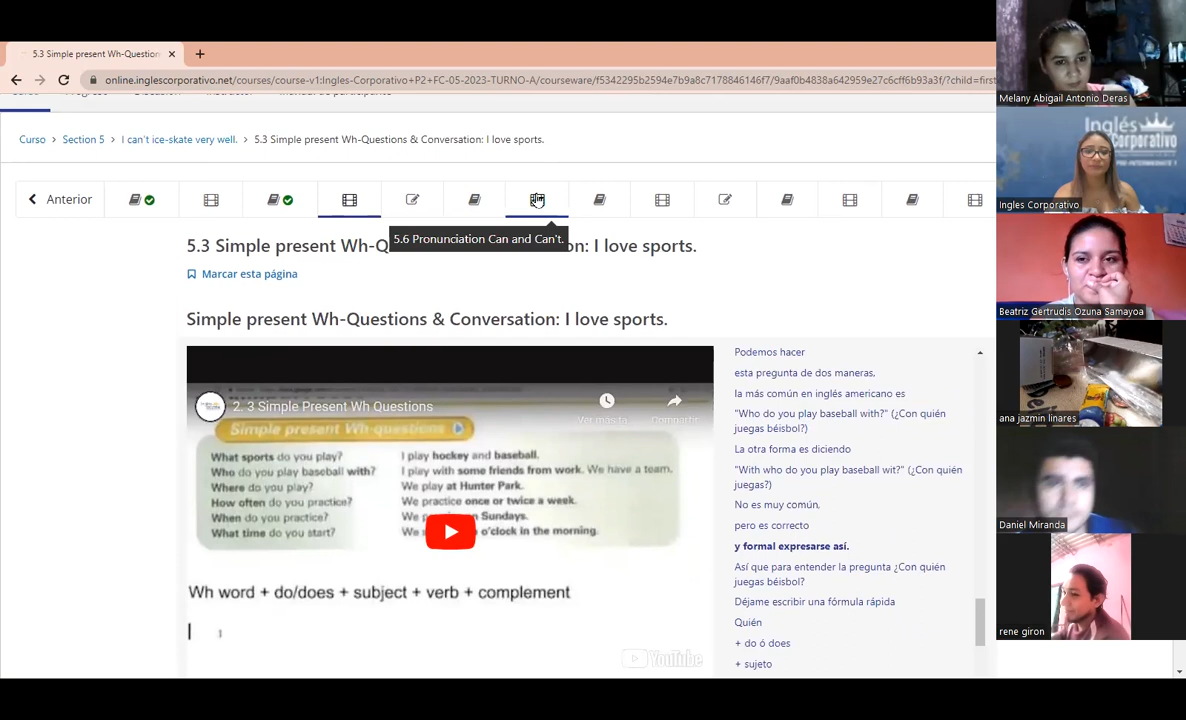 5.3 Simple present Wh-Question
online.inglescorporativo.net/courses/course-v1:Ingles-Corporativo+P2+FC-05-2023-TURNO-A/courseware/f5342295b2594e7b9a8c7178846146f7/9aaf0b4838a642959e27c6cff6b93a3f/?child=first
Curso > Section 5 > I can't ice-skate very well. > 5.3 Simple present Wh-Questions & Conversation: I love sports.
Anterior
5.6 Pronunciation Can and Can't.
5.3 Simple present Wh-Q on: I love sports.
Marcar esta página
Simple present Wh-Questions & Conversation: I love sports.
2. 3 Simple Present Wh Questions
Ver más ta
Compartir
Simple present Wh-questions
What sports do you play? I play hockey and baseball.
Who do you play baseball with? I play with some friends from work. We have a team.
Where do you play? We play at Hunter Park.
How often do you practice? We practice once or twice a week.
When do you practice? We Sundays.
What time do you start? We o'clock in the morning.
Wh word + do/does + subject + verb + complement
YouTube
Podemos hacer
esta pregunta de dos maneras,
la más común en inglés americano es
"Who do you play baseball with?" (¿Con quién
juegas béisbol?)
La otra forma es diciendo
"With who do you play baseball wit?" (¿Con quién
juegas?)
No es muy común,
pero es correcto
y formal expresarse así.
Así que para entender la pregunta ¿Con quién
juegas béisbol?
Déjame escribir una fórmula rápida
Quién
+ do ó does
+ sujeto
Melany Abigail Antonio Deras
Inglés
Corporativo
Ingles Corporativo
Beatriz Gertrudis Ozuna Samayoa
ana jazmin linares
Daniel Miranda
rene giron